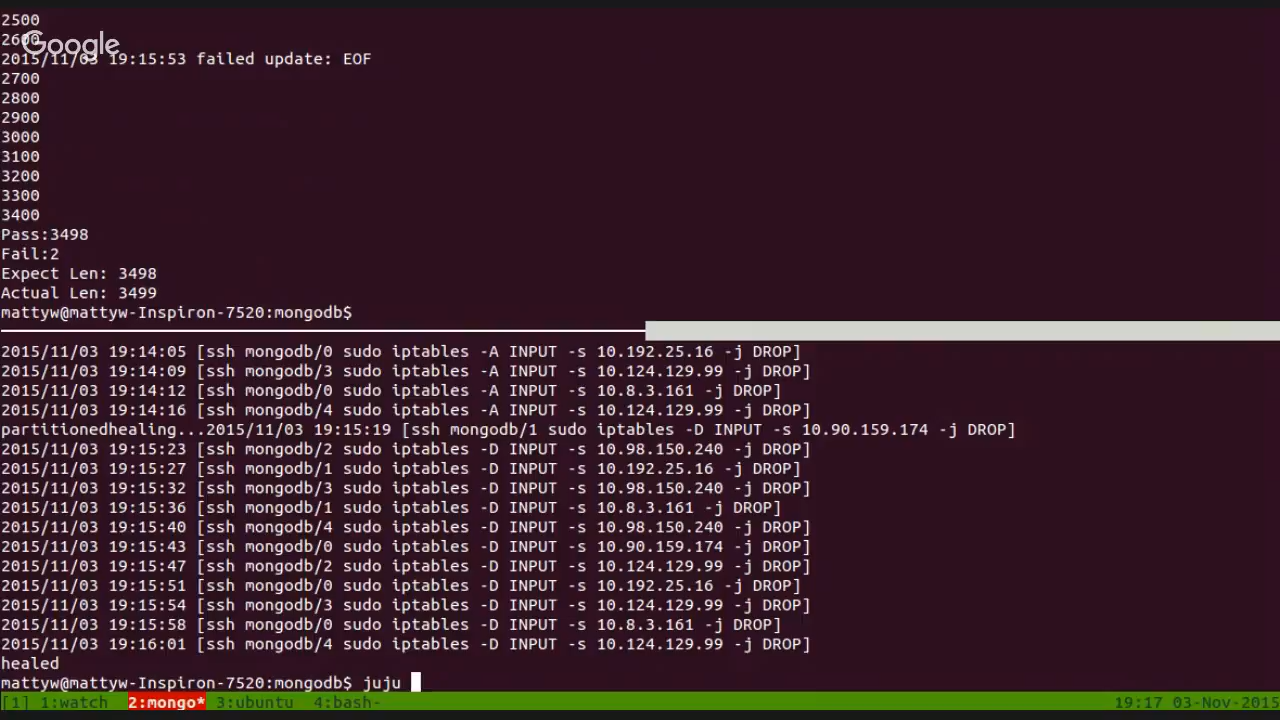 2500
2600
Google
2015/11/03 19:15:53 failed update: EOF
2700
2800
2900
3000
3100
3200
3300
3400
Pass:3498
Fail:2
Expect Len: 3498
Actual Len: 3499
mattyw@mattyw-Inspiron-7520:mongodb$
2015/11/03 19:14:05 [ssh mongodb/0 sudo iptables -A INPUT -s 10.192.25.16 -j DROP]
2015/11/03 19:14:09 [ssh mongodb/3 sudo iptables -A INPUT -s 10.124.129.99 -j DROP]
2015/11/03 19:14:12 [ssh mongodb/0 sudo iptables -A INPUT -s 10.8.3.161 -j DROP]
2015/11/03 19:14:16 [ssh mongodb/4 sudo iptables -A INPUT -s 10.124.129.99 -j DROP]
partitionedhealing...2015/11/03 19:15:19 [ssh mongodb/1 sudo iptables -D INPUT -s 10.90.159.174 -j DROP]
2015/11/03 19:15:23 [ssh mongodb/2 sudo iptables -D INPUT -s 10.98.150.240 -j DROP]
2015/11/03 19:15:27 [ssh mongodb/1 sudo iptables -D INPUT -s 10.192.25.16 -j DROP]
2015/11/03 19:15:32 [ssh mongodb/3 sudo iptables -D INPUT -s 10.98.150.240 -j DROP]
2015/11/03 19:15:36 [ssh mongodb/1 sudo iptables -D INPUT -s 10.8.3.161 -j DROP]
2015/11/03 19:15:40 [ssh mongodb/4 sudo iptables -D INPUT -s 10.98.150.240 -j DROP]
2015/11/03 19:15:43 [ssh mongodb/0 sudo iptables -D INPUT -s 10.90.159.174 -j DROP]
2015/11/03 19:15:47 [ssh mongodb/2 sudo iptables -D INPUT -s 10.124.129.99 -j DROP]
2015/11/03 19:15:51 [ssh mongodb/0 sudo iptables -D INPUT -s 10.192.25.16 -j DROP]
2015/11/03 19:15:54 [ssh mongodb/3 sudo iptables -D INPUT -s 10.124.129.99 -j DROP]
2015/11/03 19:15:58 [ssh mongodb/0 sudo iptables -D INPUT -s 10.8.3.161 -j DROP]
2015/11/03 19:16:01 [ssh mongodb/4 sudo iptables -D INPUT -s 10.124.129.99 -j DROP]
healed
mattyw@mattyw-Inspiron-7520:mongodb$ juju
[1] 1:watch 2:mongo* 3:ubuntu 4:bash- 19:17 03-Nov-2015